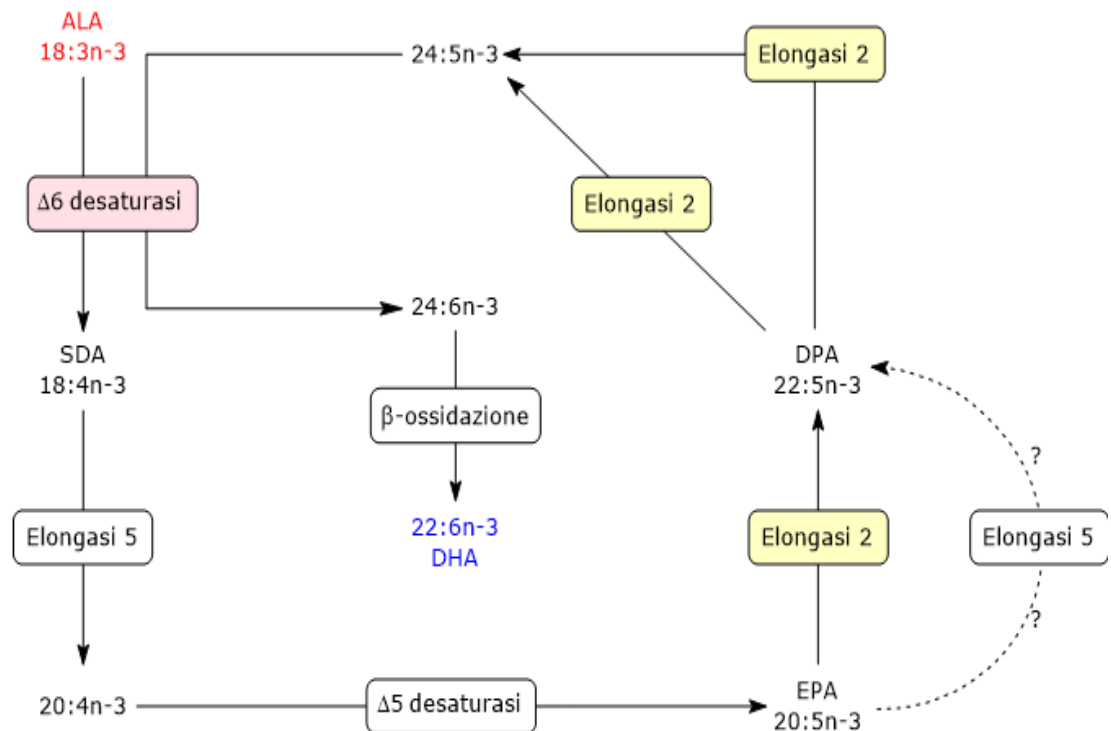 ALA
18:3n-3
24:5n-3
Elongasi 2
Δ6 desaturasi
Elongasi 2
24:6n-3
SDA
18:4n-3
DPA
22:5n-3
β-ossidazione
?
Elongasi 5
22:6n-3
DHA
Elongasi 2
Elongasi 5
?
20:4n-3
Δ5 desaturasi
EPA
20:5n-3